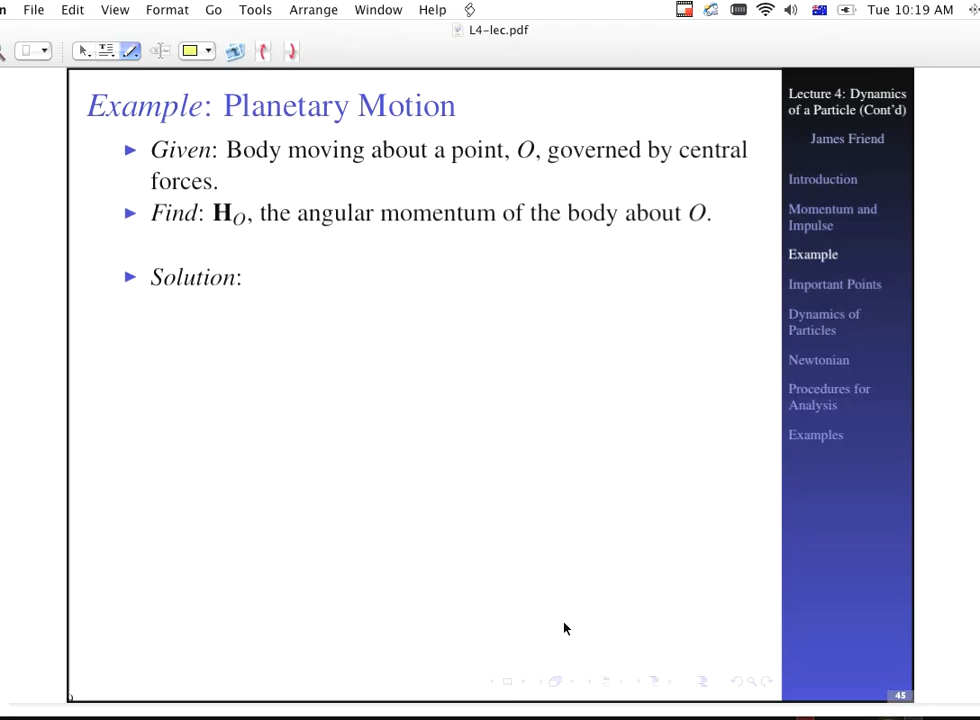 File Edit View Format Go Tools Arrange Window Help Tue 10:19 AM
L4-lec.pdf
Example: Planetary Motion
Given: Body moving about a point, O, governed by central
forces.
Find: H_O, the angular momentum of the body about O.
Solution:
Lecture 4: Dynamics
of a Particle (Cont'd)
James Friend
Introduction
Momentum and
Impulse
Example
Important Points
Dynamics of
Particles
Newtonian
Procedures for
Analysis
Examples
45